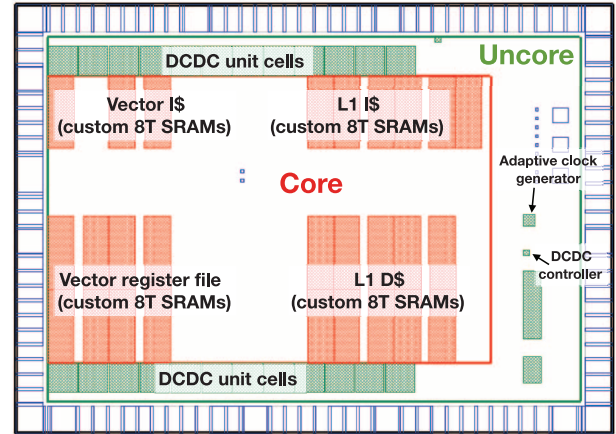 DCDC unit cells
Uncore
Vector I$
(custom 8T SRAMs)
L1 I$
(custom 8T SRAMs)
Core
Adaptive clock
generator
Vector register file
(custom 8T SRAMs)
L1 D$
(custom 8T SRAMs)
DCDC
controller
DCDC unit cells